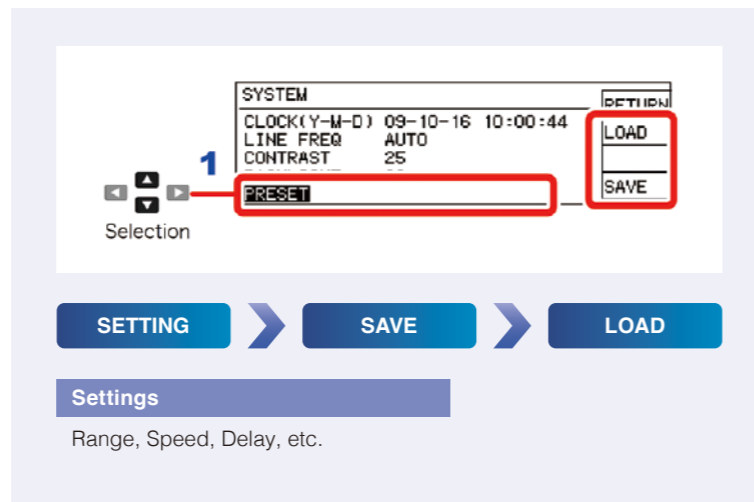 SYSTEM
RETURN
CLOCK(Y-M-D) 09-10-16 10:00:44
LOAD
LINE FREQ AUTO
CONTRAST 25
1
PRESET
SAVE
Selection
SETTING
SAVE
LOAD
Settings
Range, Speed, Delay, etc.